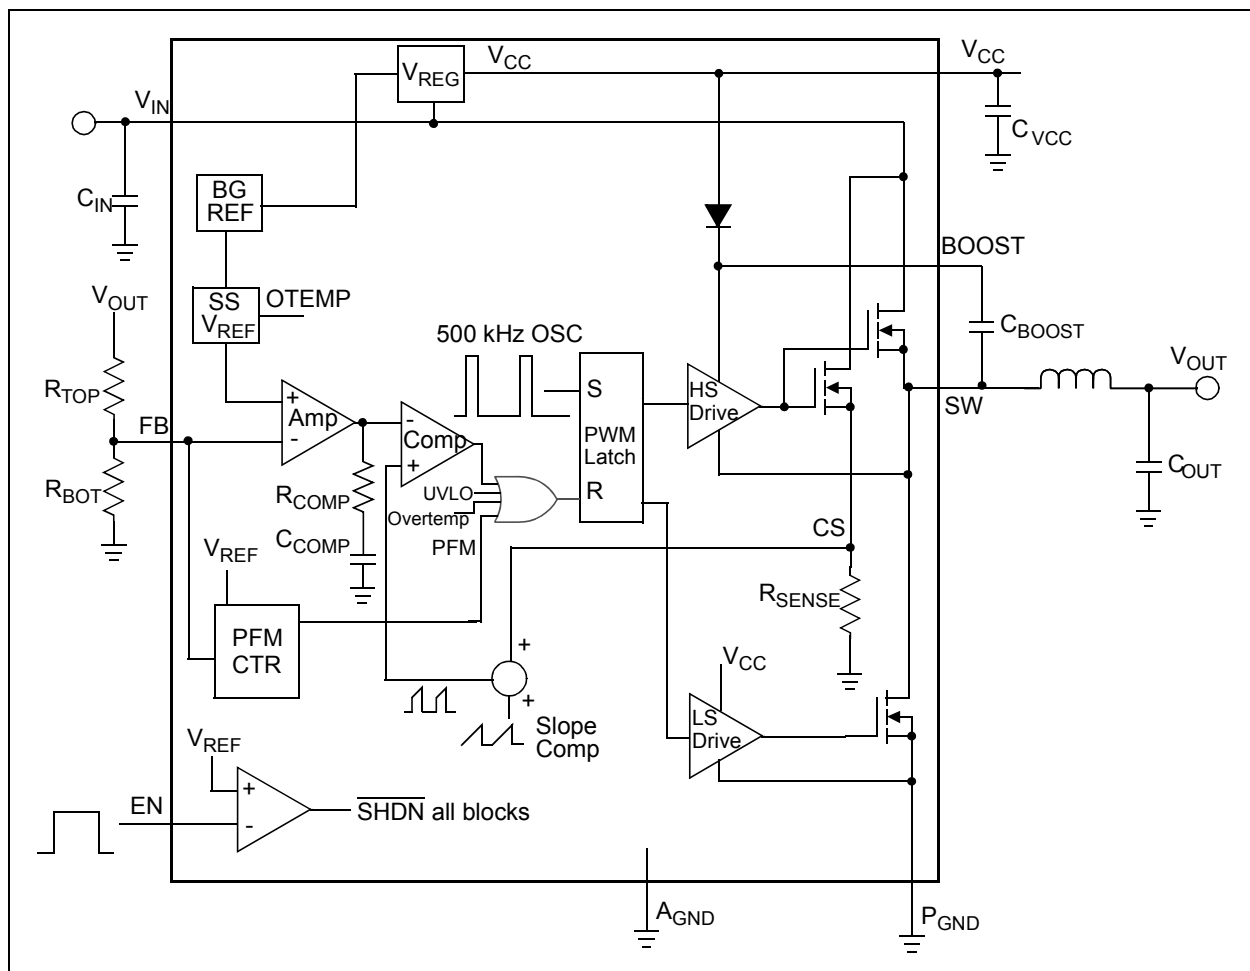 VCC
VCC
VREG
VIN
CVCC
CIN
BG
REF
BOOST
VOUT
SS
VREF
OTEMP
500 kHz OSC
CBOOST
VOUT
RTOP
+
Amp
-
-
Comp
+
S
PWM
Latch
R
HS
Drive
SW
FB
RBOT
RCOMP
UVLO
Overtemp
PFM
COUT
CCOMP
CS
VREF
RSENSE
PFM
CTR
+
+
VCC
Slope
Comp
LS
Drive
VREF
EN
+
-
SHDN all blocks
AGND
PGND